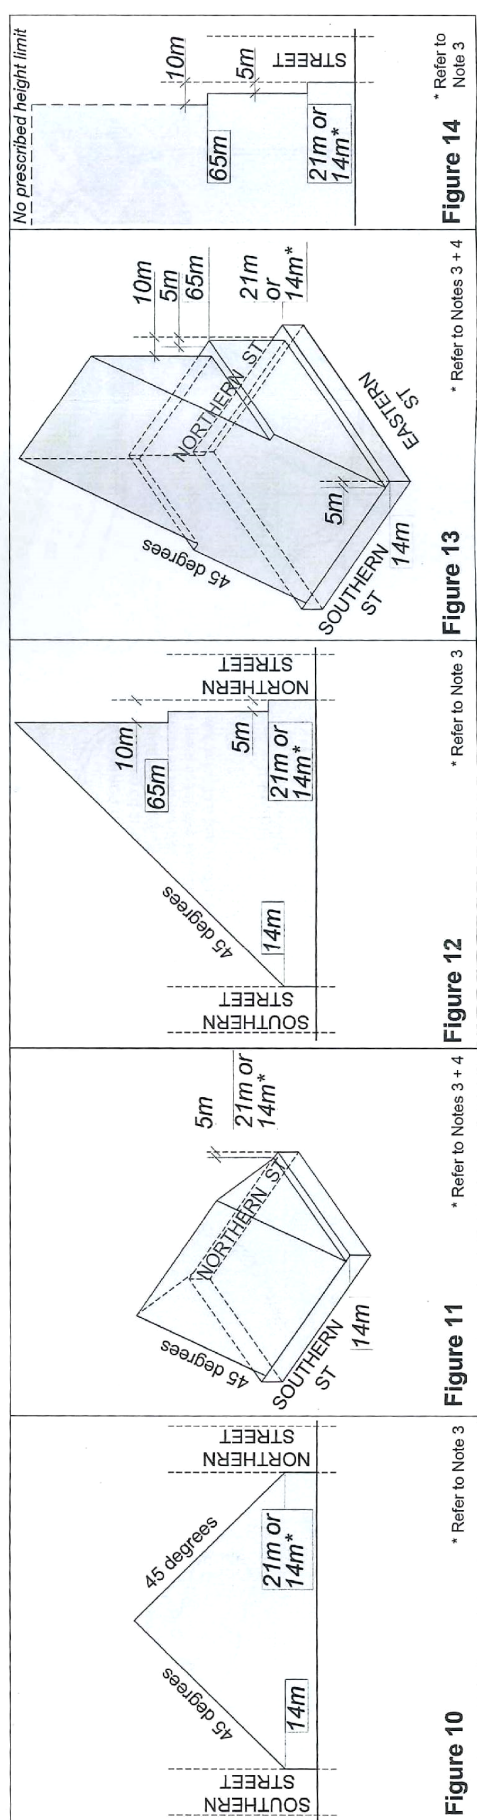 SOUTHERN
STREET
14m
45 degrees
45 degrees
21m or
14m*
NORTHERN
STREET
Figure 10
* Refer to Note 3
SOUTHERN
ST
14m
45 degrees
NORTHERN ST
5m
21m or
14m*
Figure 11
* Refer to Notes 3 + 4
SOUTHERN
STREET
14m
45 degrees
10m
65m
5m
21m or
14m*
NORTHERN
STREET
Figure 12
* Refer to Note 3
SOUTHERN
ST
14m
5m
45 degrees
NORTHERN ST
EASTERN
ST
10m
5m
65m
21m
or
14m*
Figure 13
* Refer to Notes 3 + 4
No prescribed height limit
65m
21m or
14m*
10m
5m
STREET
Figure 14
* Refer to
Note 3